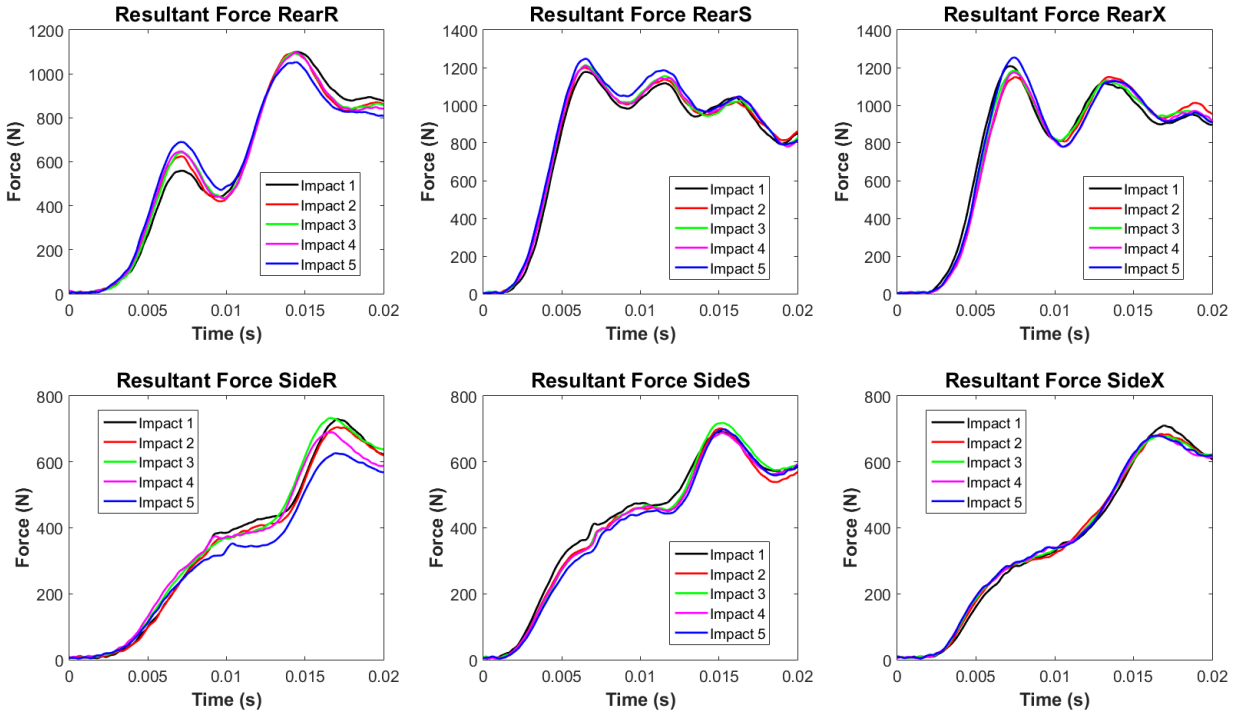 Resultant Force RearR
Force (N)
1200
1000
800
600
400
200
0
Impact 1
Impact 2
Impact 3
Impact 4
Impact 5
0 0.005 0.01 0.015 0.02
Time (s)
Resultant Force RearS
Force (N)
1400
1200
1000
800
600
400
200
0
Impact 1
Impact 2
Impact 3
Impact 4
Impact 5
0 0.005 0.01 0.015 0.02
Time (s)
Resultant Force RearX
Force (N)
1400
1200
1000
800
600
400
200
0
Impact 1
Impact 2
Impact 3
Impact 4
Impact 5
0 0.005 0.01 0.015 0.02
Time (s)
Resultant Force SideR
Force (N)
800
600
400
200
0
Impact 1
Impact 2
Impact 3
Impact 4
Impact 5
0 0.005 0.01 0.015 0.02
Time (s)
Resultant Force SideS
Force (N)
800
600
400
200
0
Impact 1
Impact 2
Impact 3
Impact 4
Impact 5
0 0.005 0.01 0.015 0.02
Time (s)
Resultant Force SideX
Force (N)
800
600
400
200
0
Impact 1
Impact 2
Impact 3
Impact 4
Impact 5
0 0.005 0.01 0.015 0.02
Time (s)